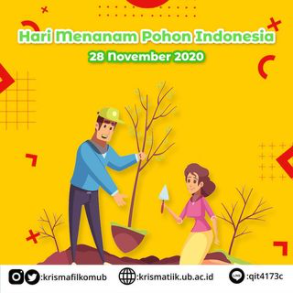 Hari Menanam Pohon Indonesia
28 November 2020
:krismafilkomub :krismatiik.ub.ac.id :qit4173c